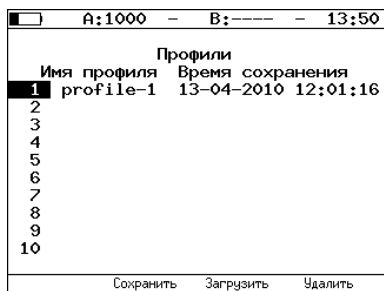 A:1000 – B:---- – 13:50
Профили
Имя профиля Время сохранения
1 profile-1 13-04-2010 12:01:16
2
3
4
5
6
7
8
9
10
Сохранить Загрузить Удалить